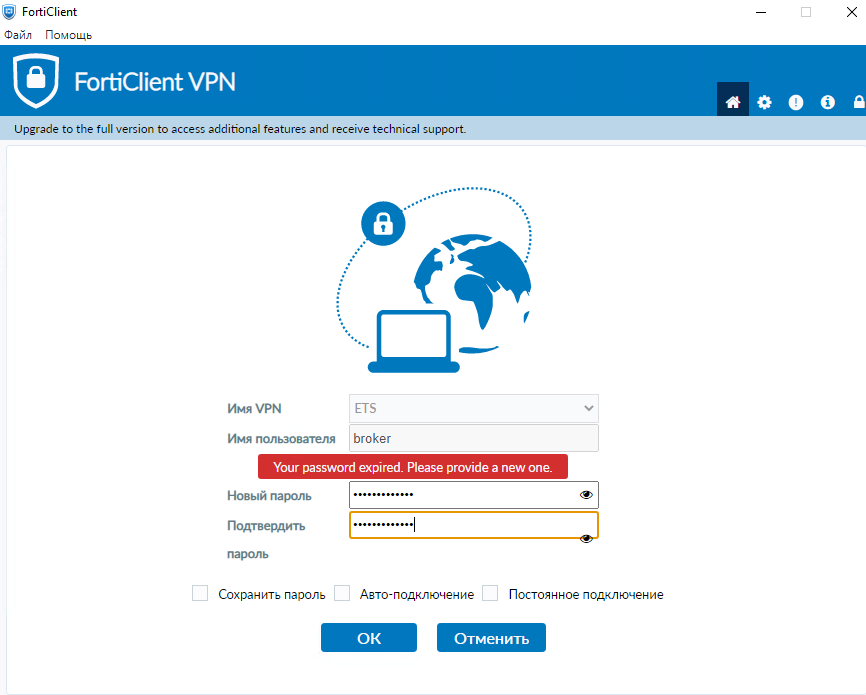 FortiClient
Файл Помощь
FortiClient VPN
Upgrade to the full version to access additional features and receive technical support.
Имя VPN ETS
Имя пользователя broker
Your password expired. Please provide a new one.
Новый пароль •••••••••••••
Подтвердить •••••••••••••
пароль
Сохранить пароль Авто-подключение Постоянное подключение
OK Отменить